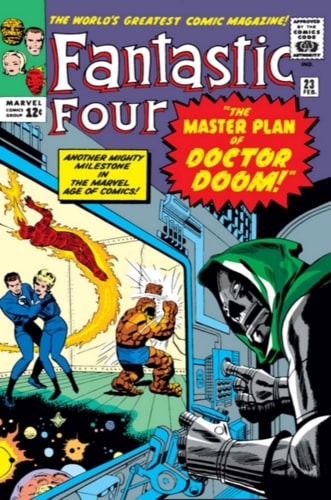 THE WORLD'S GREATEST COMIC MAGAZINE!
APPROVED
BY THE
COMICS
CODE
AUTHORITY
Fantastic
Four
MARVEL
COMICS
GROUP
12¢
IND.
23
FEB.
"THE
MASTER PLAN
OF
DOCTOR
DOOM!"
ANOTHER MIGHTY
MILESTONE
IN THE
MARVEL
AGE OF COMICS!